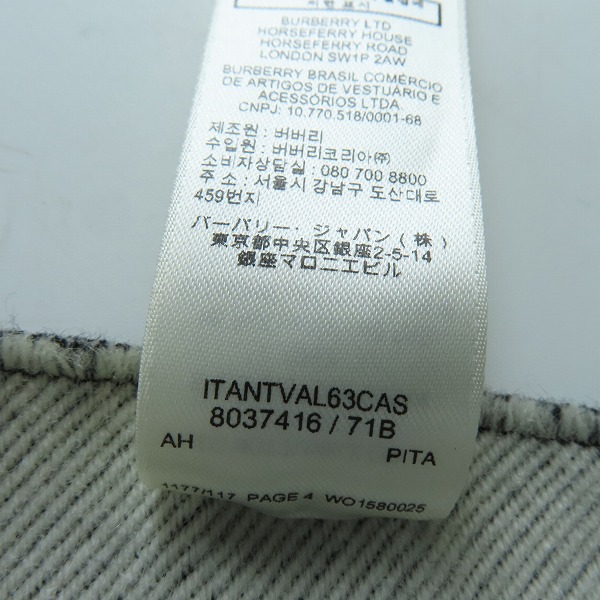 BURBERRY LTD
HORSEFERRY HOUSE
HORSEFERRY ROAD
LONDON SW1P 2AW
BURBERRY BRASIL COMÉRCIO
DE ARTIGOS DE VESTUÁRIO E
ACESSÓRIOS LTDA.
CNPJ: 10.770.518/0001-68
제조원 : 버버리
수입원 : 버버리코리아㈜
소비자상담실 : 080 700 8800
주 소 : 서울시 강남구 도산대로
459번지
バーバリー・ジャパン(株)
東京都中央区銀座2-5-14
銀座マロニエビル
ITANTVAL63CAS
8037416 / 71B
AH PITA
1177/117 PAGE 4 WO1580025